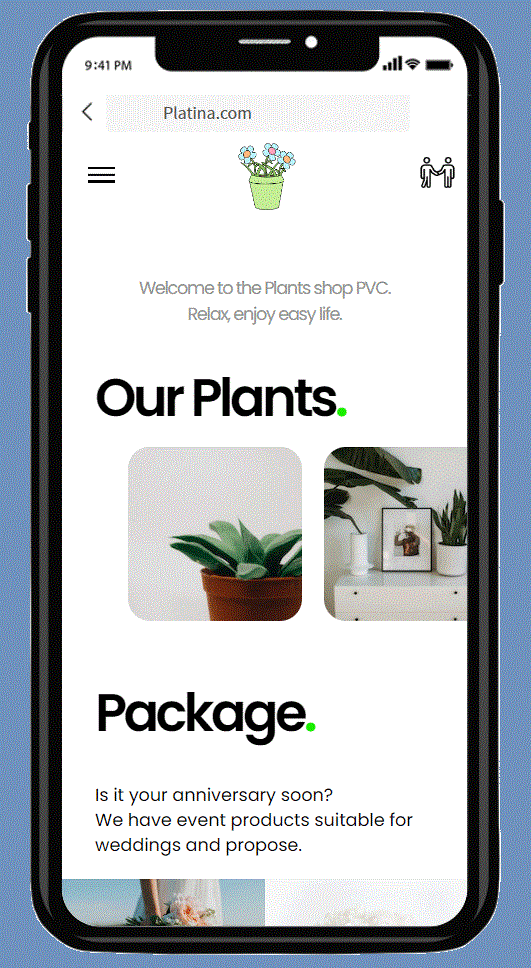 9:41 PM
Platina.com
Welcome to the Plants shop PVC.
Relax, enjoy easy life.
Our Plants.
Package.
Is it your anniversary soon?
We have event products suitable for
weddings and propose.